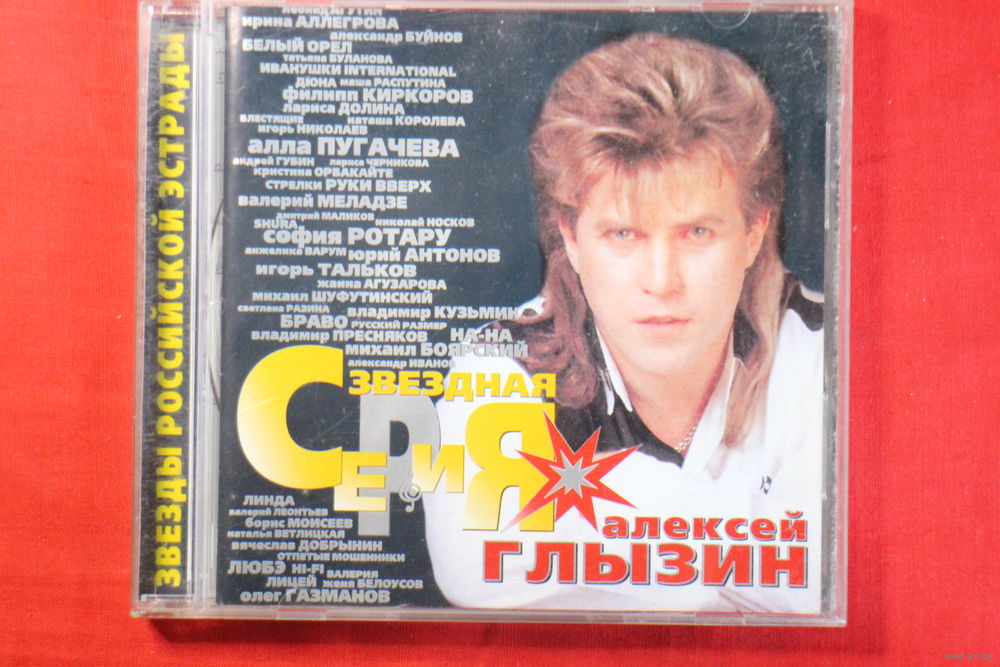 ЗВЕЗДЫ РОССИЙСКОЙ ЭСТРАДЫ
леонид АГУТИН
ирина АЛЛЕГРОВА
александр БУЙНОВ
БЕЛЫЙ ОРЕЛ
татьяна БУЛАНОВА
ИВАНУШКИ INTERNATIONAL
ДЮНА маша РАСПУТИНА
филипп КИРКОРОВ
лариса ДОЛИНА
БЛЕСТЯЩИЕ наташа КОРОЛЕВА
игорь НИКОЛАЕВ
алла ПУГАЧЕВА
андрей ГУБИН лариса ЧЕРНИКОВА
кристина ОРБАКАЙТЕ
СТРЕЛКИ РУКИ ВВЕРХ
валерий МЕЛАДЗЕ
дмитрий МАЛИКОВ
SHURA николай НОСКОВ
софия РОТАРУ
анжелика ВАРУМ юрий АНТОНОВ
игорь ТАЛЬКОВ
жанна АГУЗАРОВА
михаил ШУФУТИНСКИЙ
светлана РАЗИНА владимир КУЗЬМИН
БРАВО РУССКИЙ РАЗМЕР
владимир ПРЕСНЯКОВ НА-НА
михаил БОЯРСКИЙ
александр ИВАНОВ
ЗВЕЗДНАЯ
СЕРИЯ
ЛИНДА
валерий ЛЕОНТЬЕВ
борис МОИСЕЕВ
наталья ВЕТЛИЦКАЯ
вячеслав ДОБРЫНИН
ОТПЕТЫЕ МОШЕННИКИ
ЛЮБЭ HI-FI ВАЛЕРИЯ
ЛИЦЕЙ женя БЕЛОУСОВ
олег ГАЗМАНОВ
алексей
ГЛЫЗИН